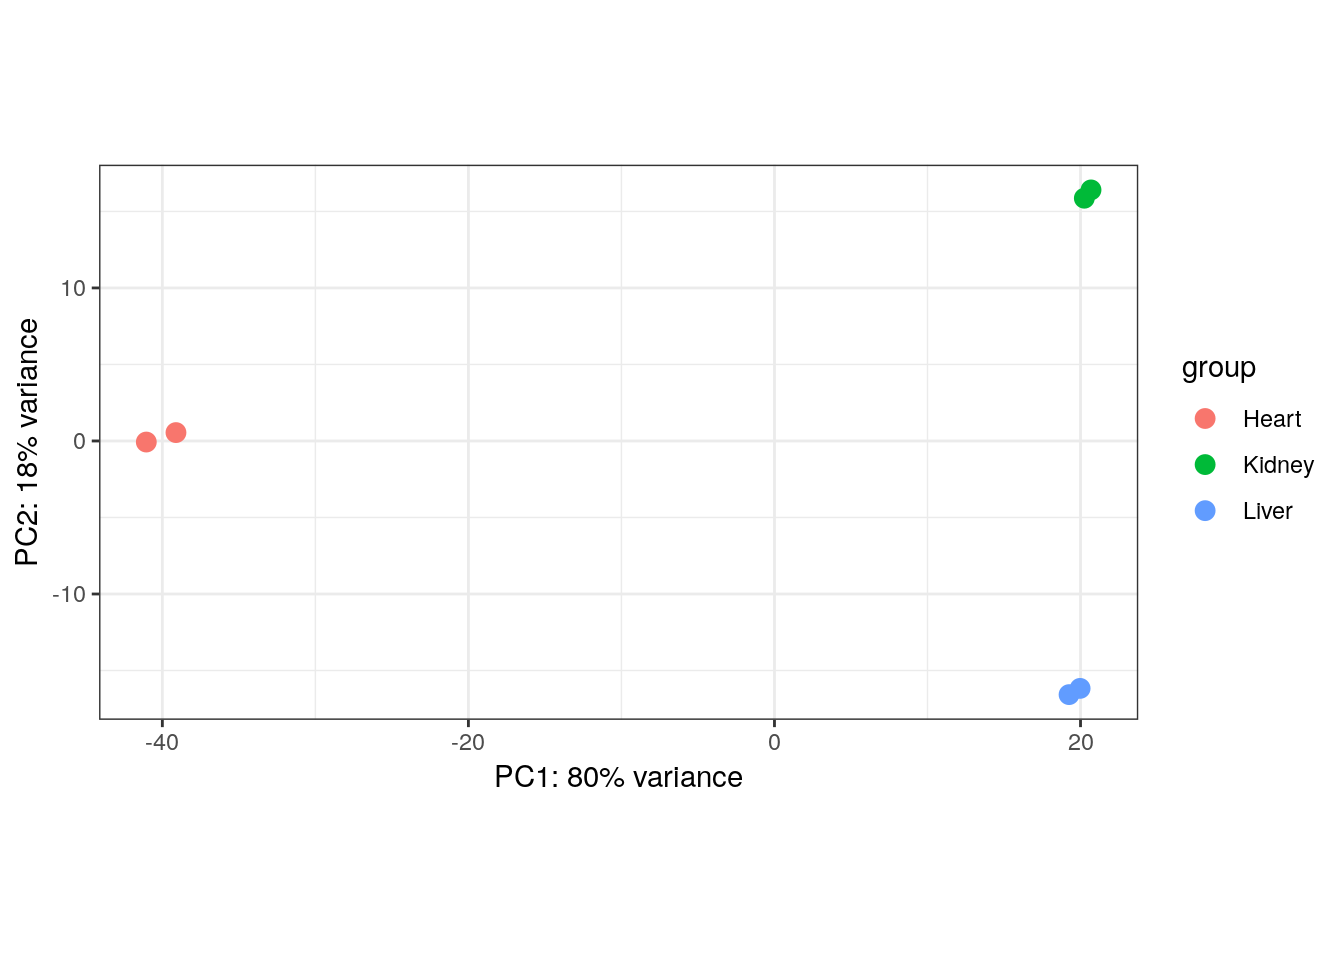 PC2: 18% variance
10
0
-10
-40
-20
0
20
PC1: 80% variance
group
Heart
Kidney
Liver